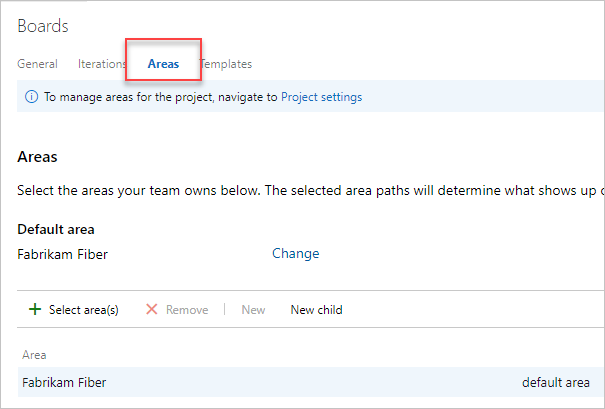 Boards
General Iterations Areas Templates
To manage areas for the project, navigate to Project settings
Areas
Select the areas your team owns below. The selected area paths will determine what shows up
Default area
Fabrikam Fiber Change
Select area(s) Remove New New child
Area
Fabrikam Fiber default area